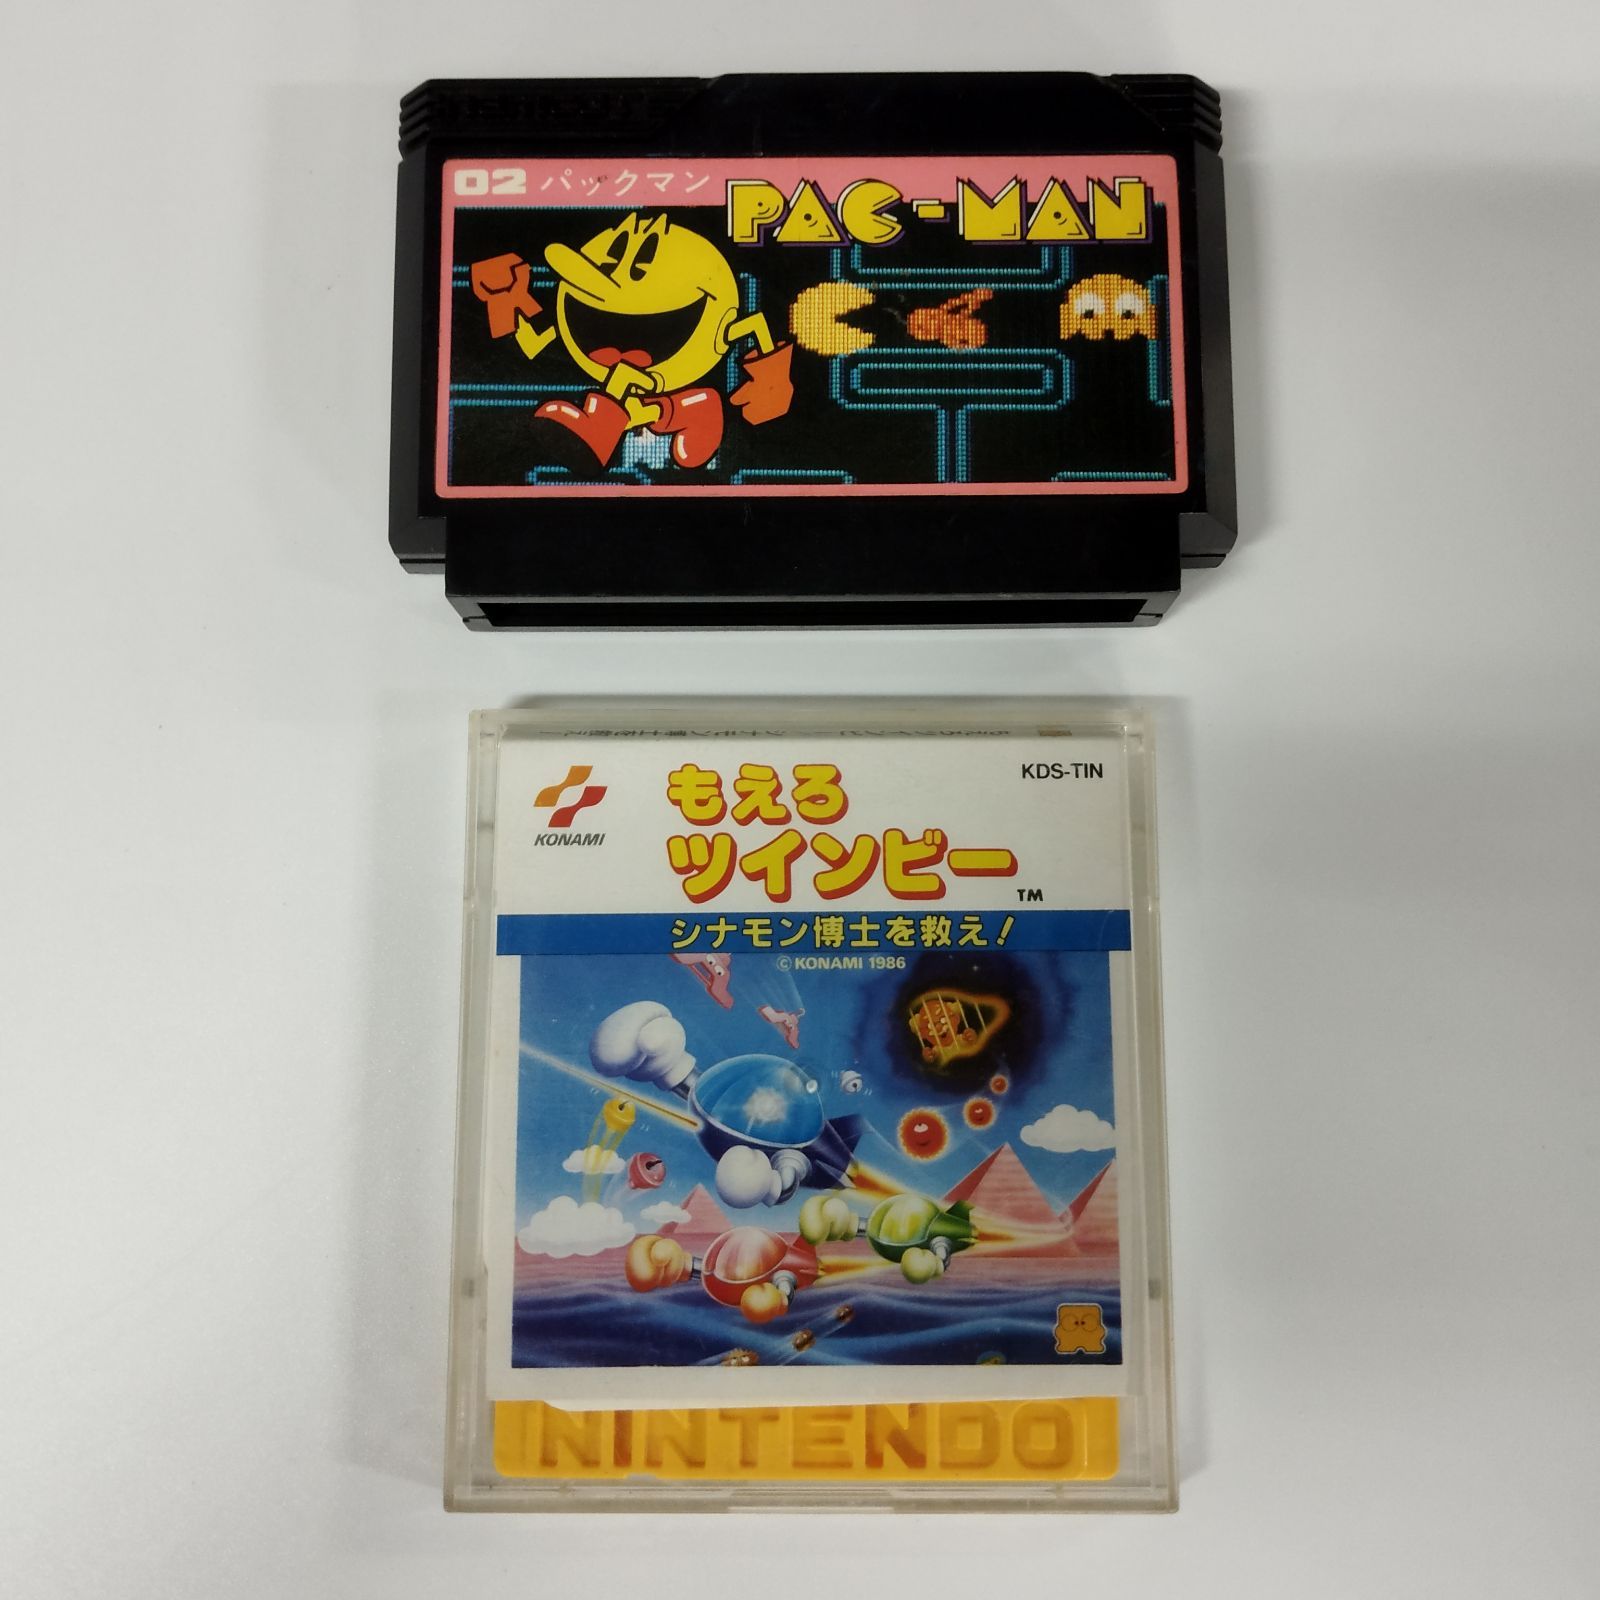 02 パックマン PAC-MAN
KONAMI
もえろ
ツインビー TM
KDS-TIN
シナモン博士を救え!
© KONAMI 1986
NINTENDO